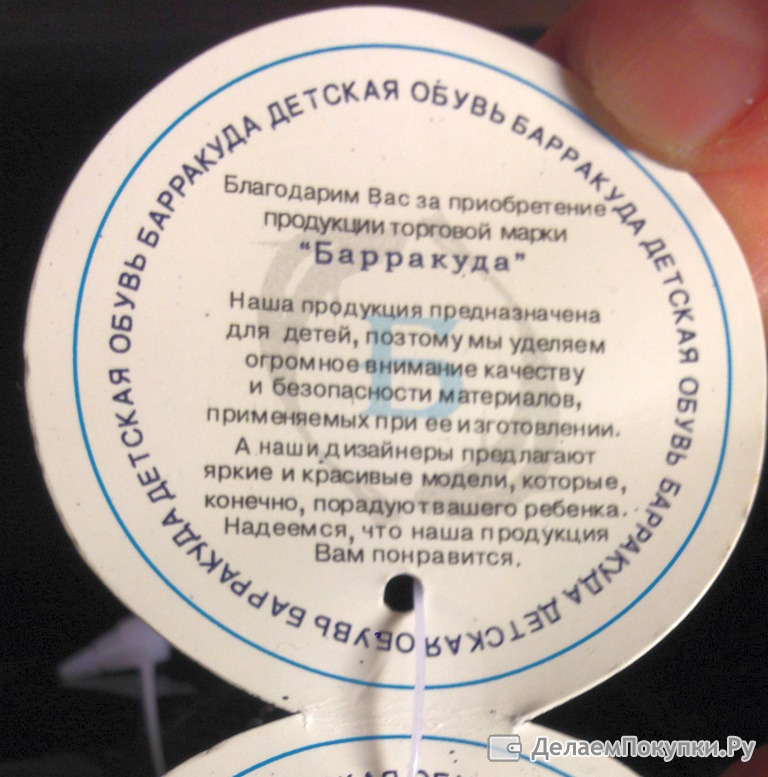 ДЕТСКАЯ ОБУВЬ БАРРАКУДА ДЕТСКАЯ ОБУВЬ БАРРАКУДА ДЕТСКАЯ ОБУВЬ БАРРАКУДА ДЕТСКАЯ ОБУВЬ БАРРАКУДА
Благодарим Вас за приобретение
продукции торговой марки
"Барракуда"
Наша продукция предназначена
для детей, поэтому мы уделяем
огромное внимание качеству
и безопасности материалов,
применяемых при ее изготовлении.
А наши дизайнеры предлагают
яркие и красивые модели, которые,
конечно, порадуют вашего ребенка.
Надеемся, что наша продукция
Вам понравится.
Б
ДелаемПокупки.Ру